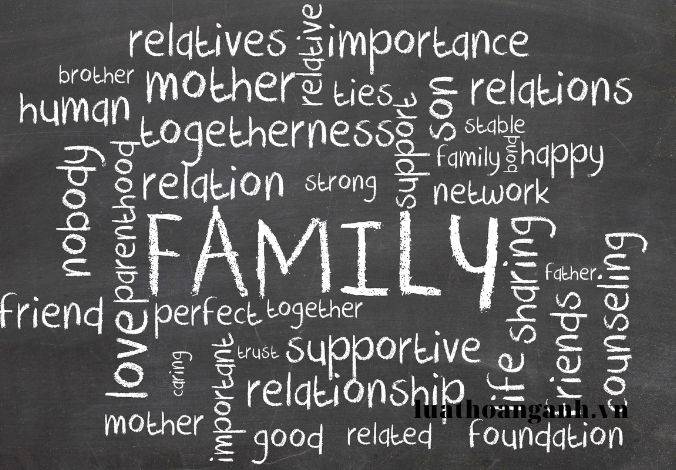 relatives
relative
importance
brother
mother
ties
son
relations
human
togetherness
support
stable
family
bond
happy
nobody
parenthood
relation
strong
network
FAMILY
sharing
father
counseling
friend
love
perfect
together
life
friends
caring
important
trust
supportive
relationship
luathoanganh.vn
mother
good
related
foundation